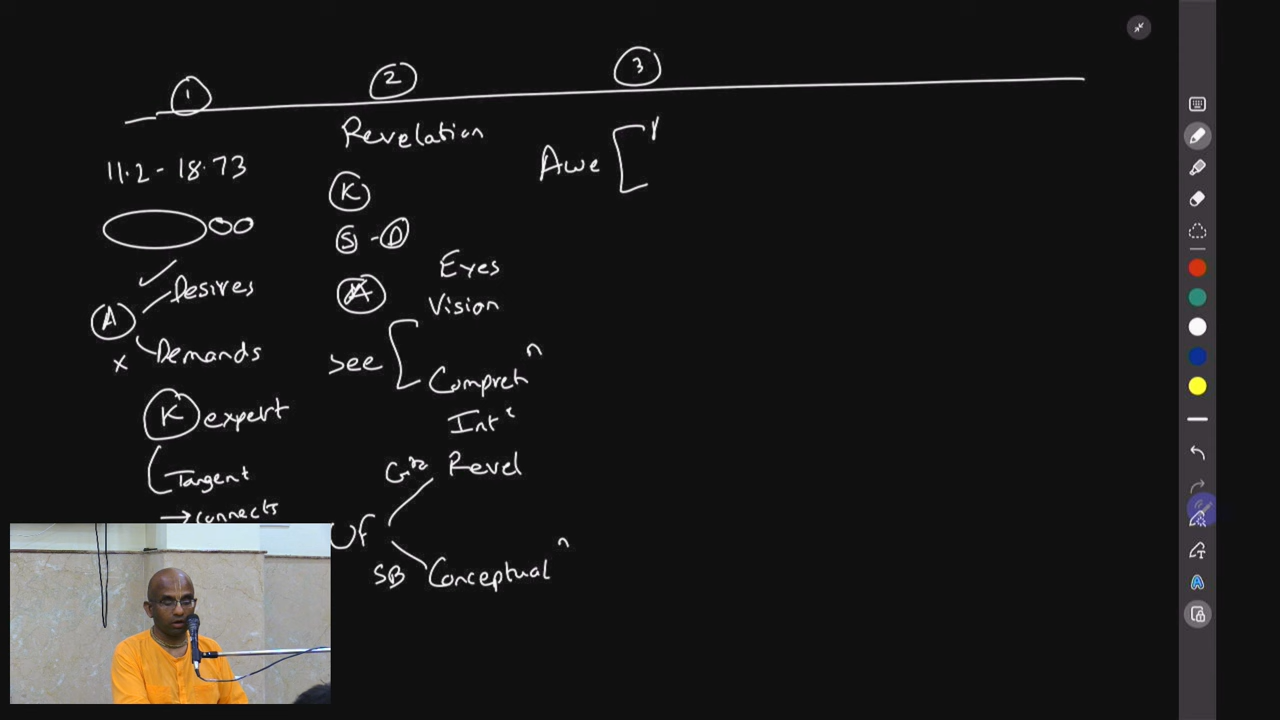 1
2
3
Revelation
11.2 - 18.73
Awe
K
S - D
Desires
A
Demands
x
A
Eyes
Vision
See
Compreh n
K expert
Int
Tangent
→ connects
Revel
UF
SB Conceptual n